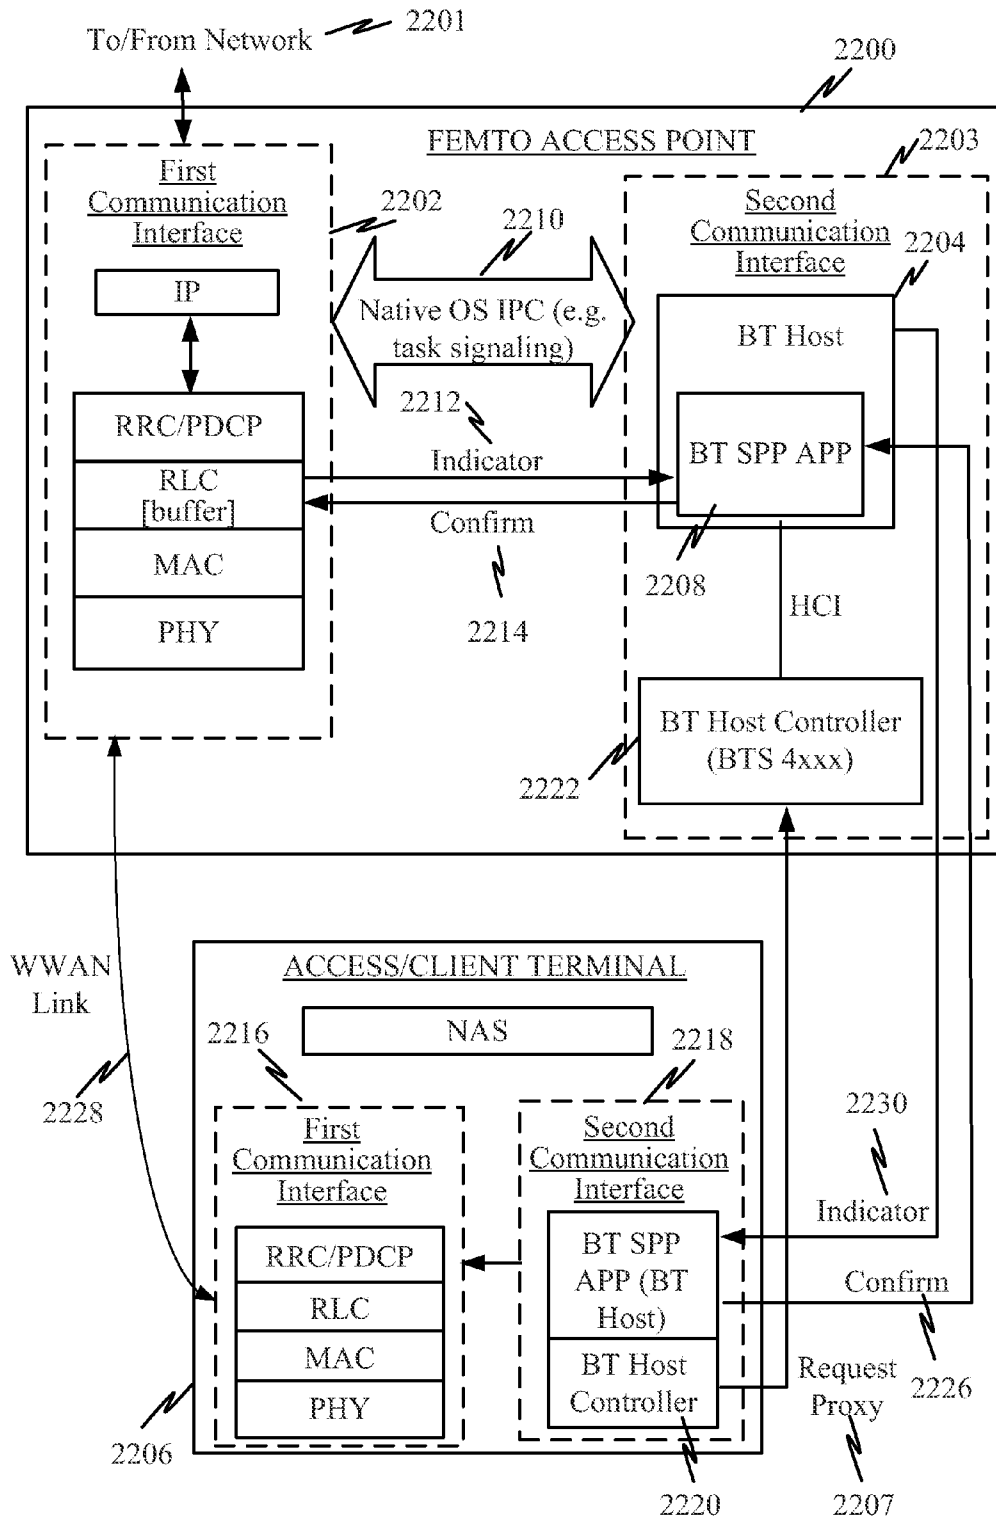 To/From Network
2201
2200
FEMTO ACCESS POINT
2203
First
Communication
Interface
2202
2210
Second
Communication
Interface
2204
IP
Native OS IPC (e.g.
task signaling)
BT Host
2212
RRC/PDCP
Indicator
BT SPP APP
RLC
[buffer]
Confirm
MAC
2208
HCI
PHY
2214
BT Host Controller
(BTS 4xxx)
2222
WWAN
Link
ACCESS/CLIENT TERMINAL
NAS
2216
2218
2228
2230
First
Communication
Interface
Second
Communication
Interface
Indicator
RRC/PDCP
BT SPP
APP (BT
Host)
Confirm
RLC
MAC
BT Host
Controller
Request
Proxy
2226
PHY
2206
2220
2207